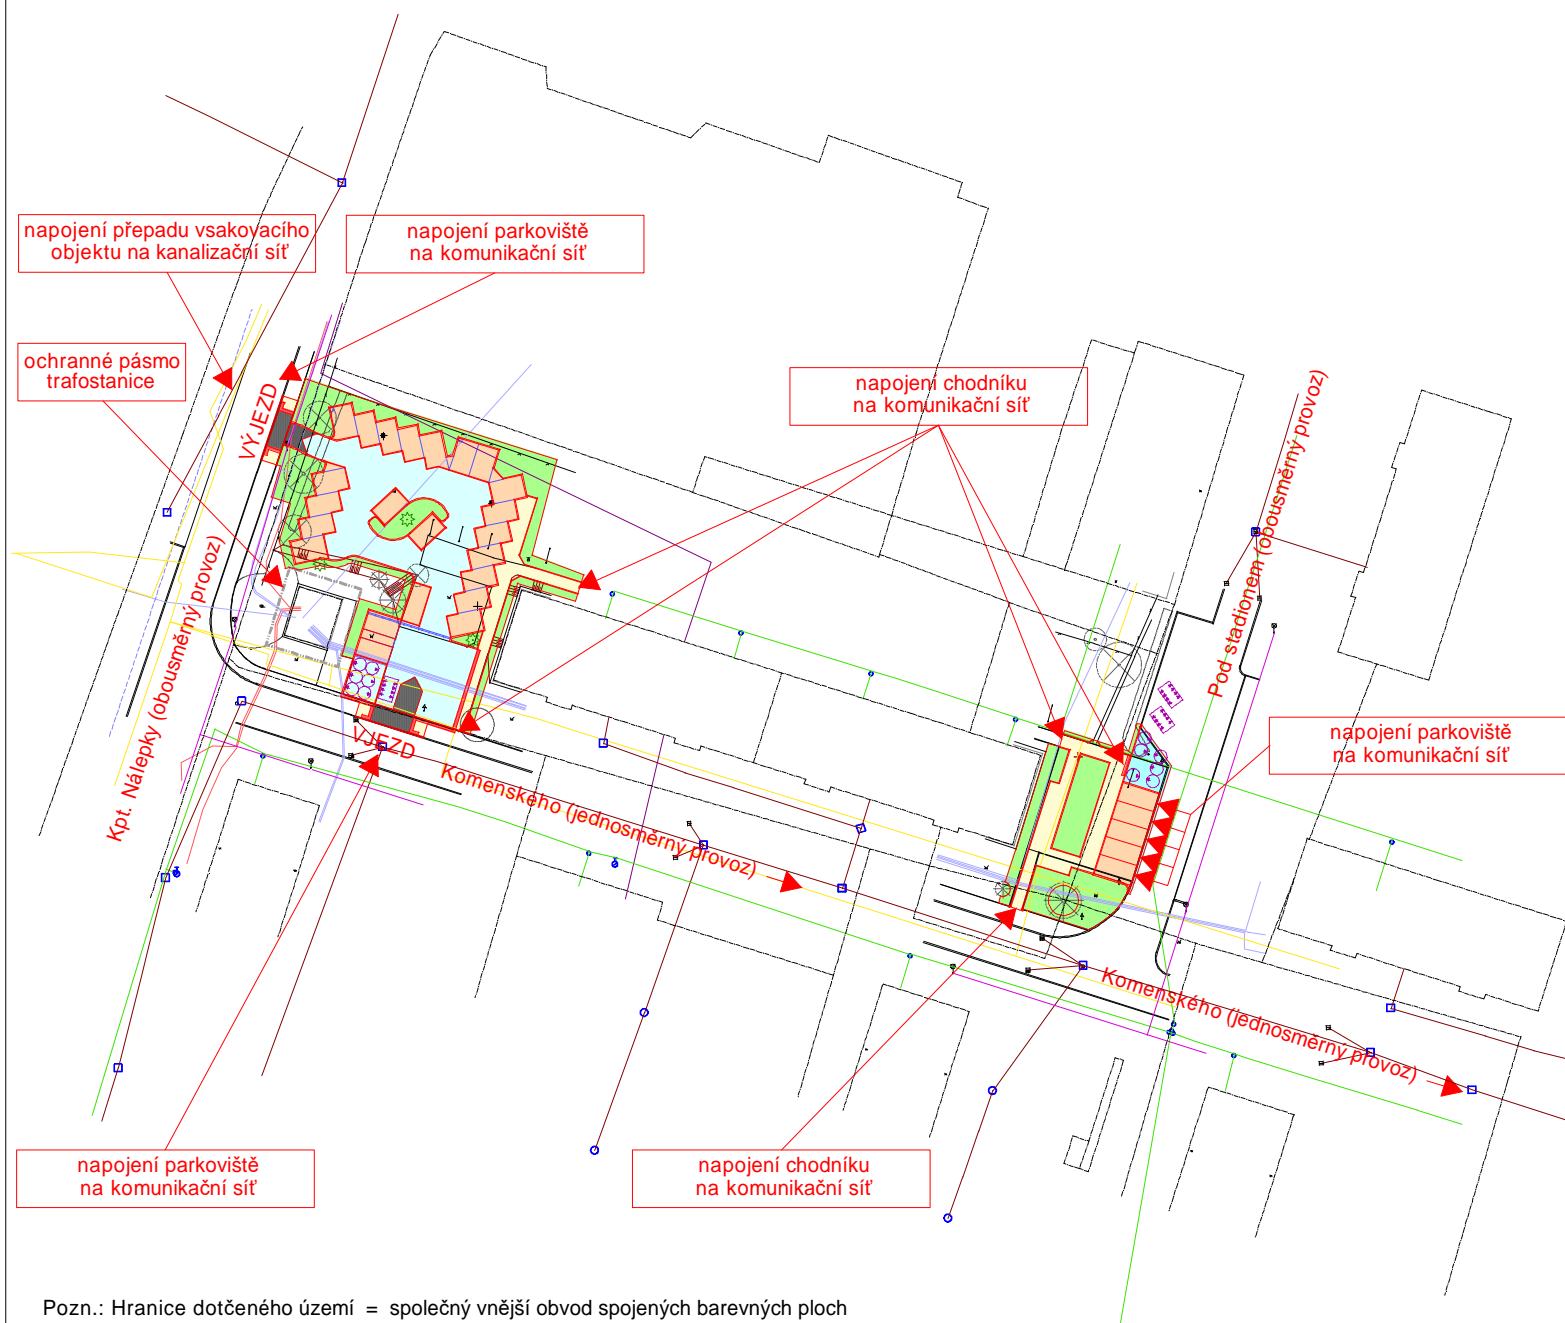 napojení přepadu vsakovacího
objektu na kanalizační síť
napojení parkoviště
na komunikační síť
ochranné pásmo
trafostanice
napojení chodníku
na komunikační síť
VÝJEZD
Kpt. Nálepky (obousměrný provoz)
Pod stadionem (obousměrný provoz)
napojení parkoviště
na komunikační síť
VJEZD
Komenského (jednosměrný provoz)
Komenského (jednosměrný provoz)
napojení parkoviště
na komunikační síť
napojení chodníku
na komunikační síť
Pozn.: Hranice dotčeného území = společný vnější obvod spojených barevných ploch